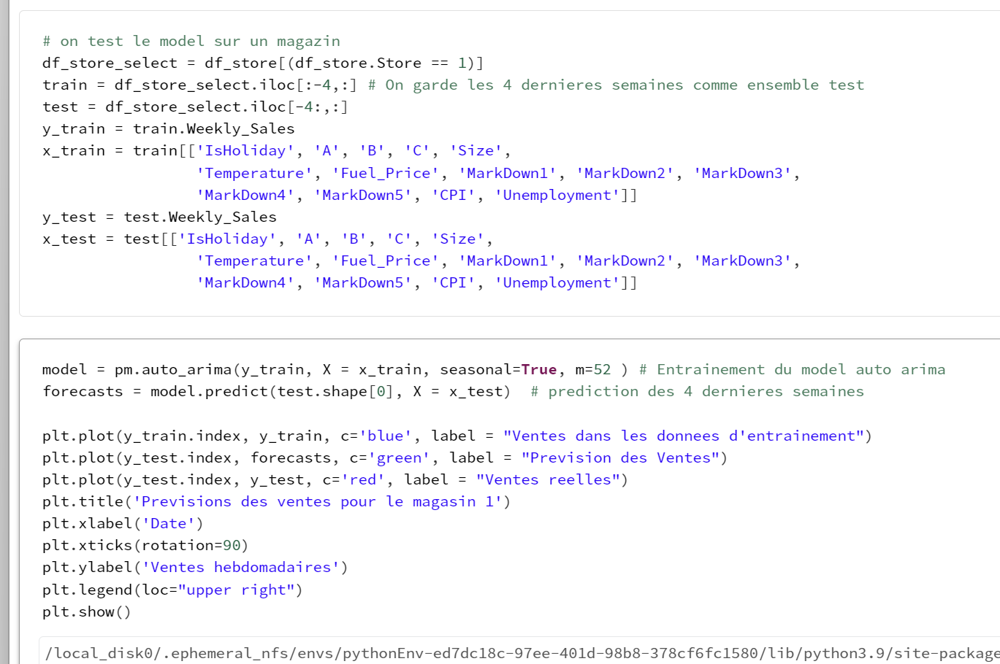 # on test le model sur un magazin
df_store_select = df_store[(df_store.Store == 1)]
train = df_store_select.iloc[:-4,:] # On garde les 4 dernieres semaines comme ensemble test
test = df_store_select.iloc[-4:,:]
y_train = train.Weekly_Sales
x_train = train[['IsHoliday', 'A', 'B', 'C', 'Size',
                 'Temperature', 'Fuel_Price', 'MarkDown1', 'MarkDown2', 'MarkDown3',
                 'MarkDown4', 'MarkDown5', 'CPI', 'Unemployment']]
y_test = test.Weekly_Sales
x_test = test[['IsHoliday', 'A', 'B', 'C', 'Size',
                 'Temperature', 'Fuel_Price', 'MarkDown1', 'MarkDown2', 'MarkDown3',
                 'MarkDown4', 'MarkDown5', 'CPI', 'Unemployment']]
model = pm.auto_arima(y_train, X = x_train, seasonal=True, m=52 ) # Entrainement du model auto arima
forecasts = model.predict(test.shape[0], X = x_test)  # prediction des 4 dernieres semaines
plt.plot(y_train.index, y_train, c='blue', label = "Ventes dans les donnees d'entrainement")
plt.plot(y_test.index, forecasts, c='green', label = "Prevision des Ventes")
plt.plot(y_test.index, y_test, c='red', label = "Ventes reelles")
plt.title('Previsions des ventes pour le magasin 1')
plt.xlabel('Date')
plt.xticks(rotation=90)
plt.ylabel('Ventes hebdomadaires')
plt.legend(loc="upper right")
plt.show()
/local_disk0/.ephemeral_nfs/envs/pythonEnv-ed7dc18c-97ee-401d-98b8-378cf6fc1580/lib/python3.9/site-package